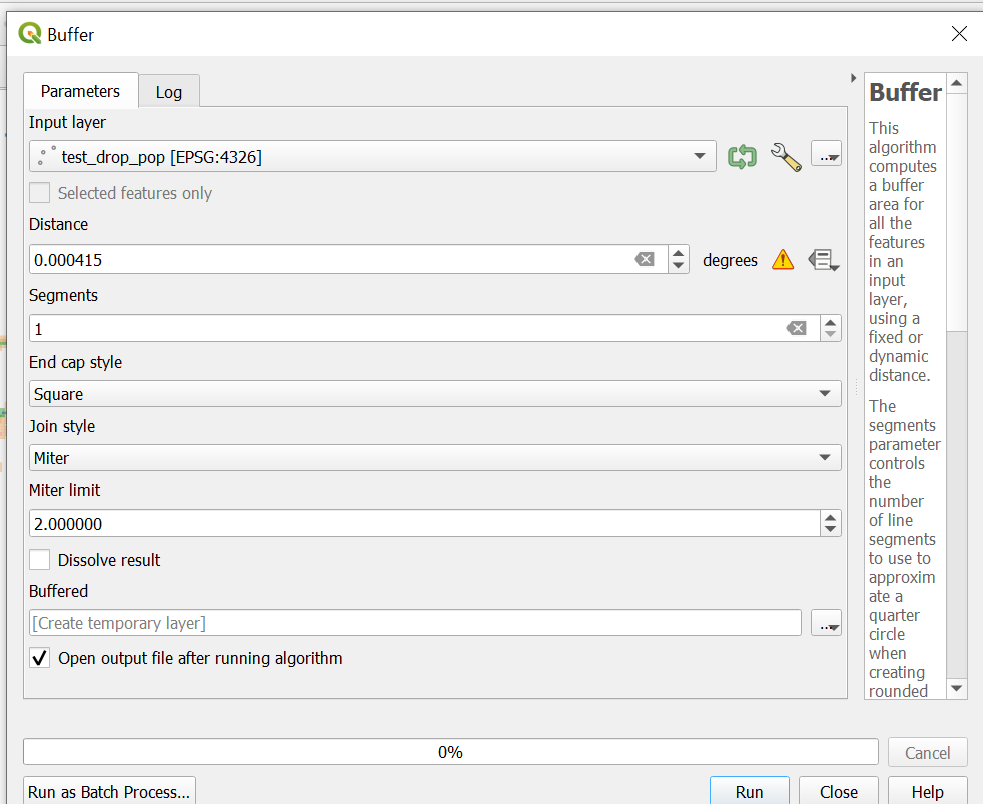 Buffer
Parameters
Log
Input layer
test_drop_pop [EPSG:4326]
...
Selected features only
Distance
0.000415
degrees
Segments
1
End cap style
Square
Join style
Miter
Miter limit
2.000000
Dissolve result
Buffered
[Create temporary layer]
...
Open output file after running algorithm
Buffer
This
algorithm
computes
a buffer
area for
all the
features
in an
input
layer,
using a
fixed or
dynamic
distance.
The
segments
parameter
controls
the
number
of line
segments
to use to
approxim
ate a
quarter
circle
when
creating
rounded
0%
Cancel
Run as Batch Process...
Run
Close
Help